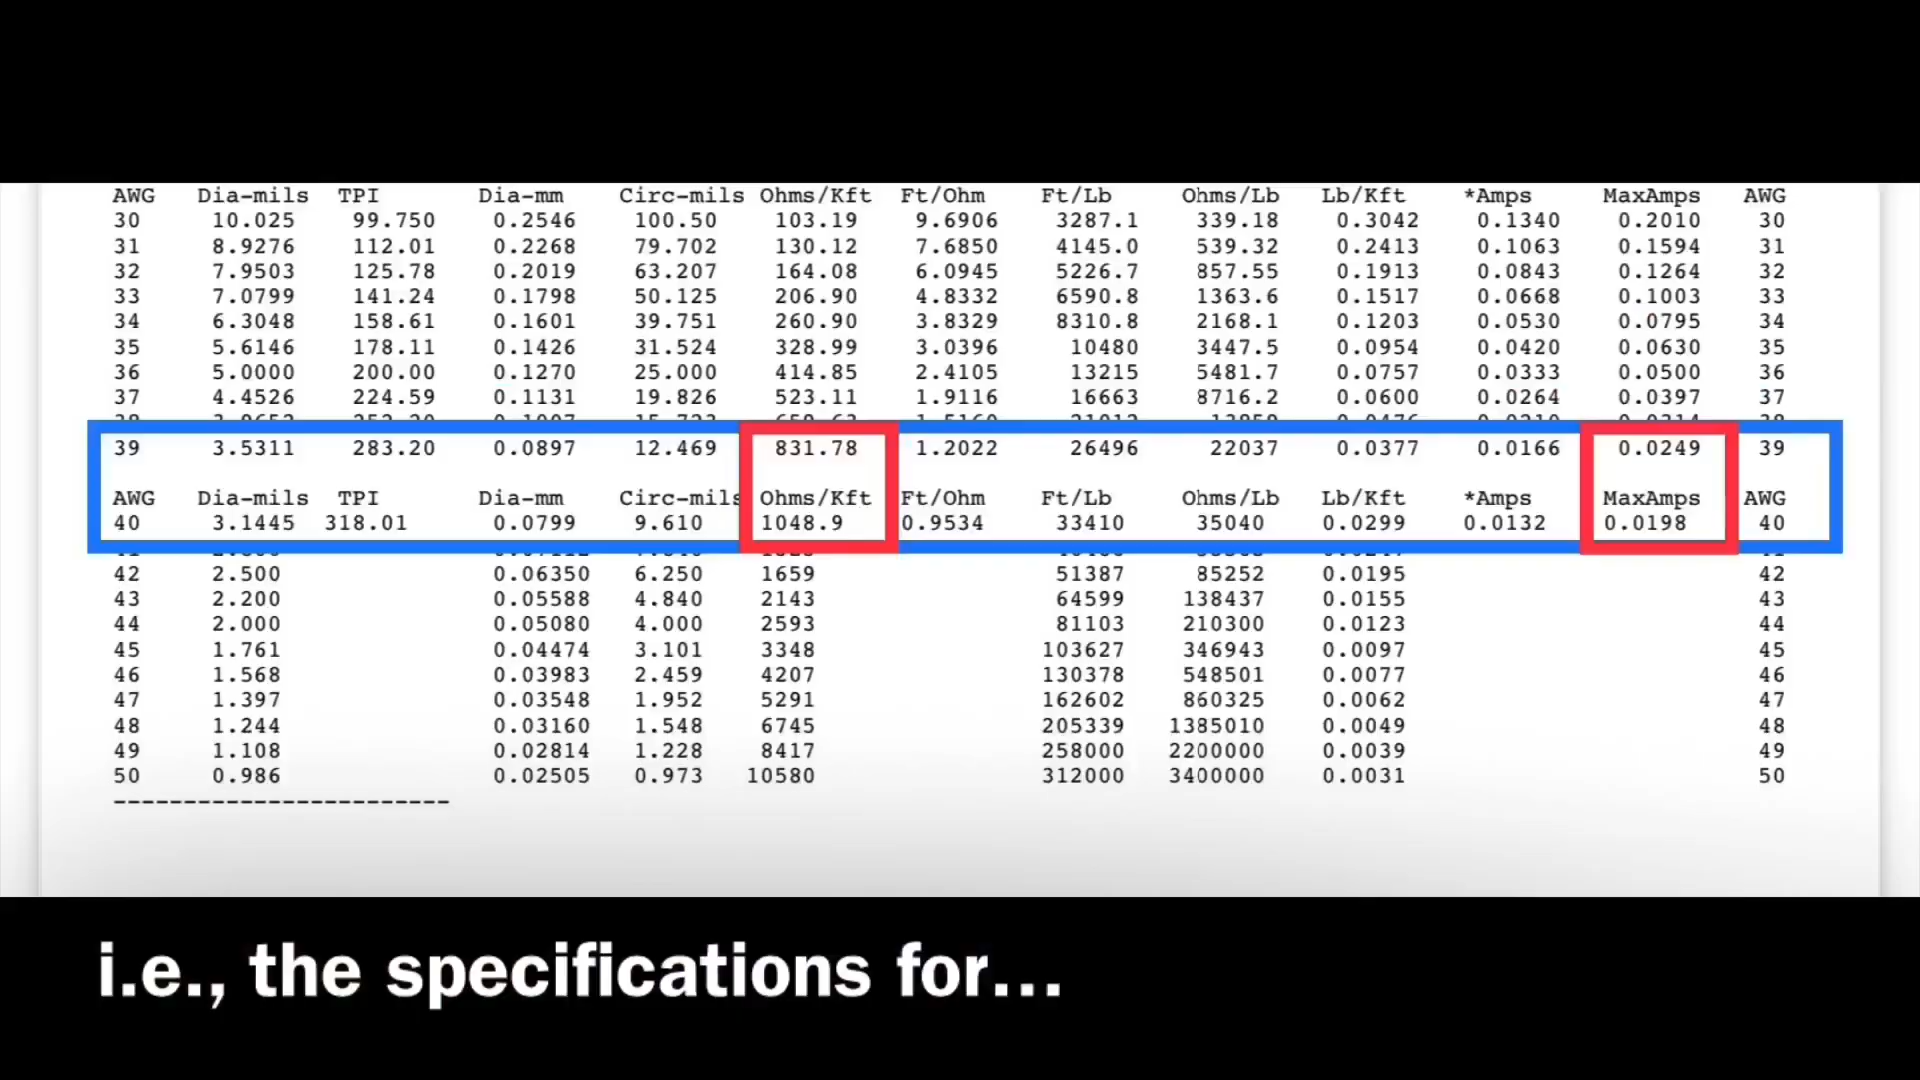 AWG Dia-mils TPI Dia-mm Circ-mils Ohms/Kft Ft/Ohm Ft/Lb Ohms/Lb Lb/Kft *Amps MaxAmps AWG
30 10.025 99.750 0.2546 100.50 103.19 9.6906 3287.1 339.18 0.3042 0.1340 0.2010 30
31 8.9276 112.01 0.2268 79.702 130.12 7.6850 4145.0 539.32 0.2413 0.1063 0.1594 31
32 7.9503 125.78 0.2019 63.207 164.08 6.0945 5226.7 857.55 0.1913 0.0843 0.1264 32
33 7.0799 141.24 0.1798 50.125 206.90 4.8332 6590.8 1363.6 0.1517 0.0668 0.1003 33
34 6.3048 158.61 0.1601 39.751 260.90 3.8329 8310.8 2168.1 0.1203 0.0530 0.0795 34
35 5.6146 178.11 0.1426 31.524 328.99 3.0396 10480 3447.5 0.0954 0.0420 0.0630 35
36 5.0000 200.00 0.1270 25.000 414.85 2.4105 13215 5481.7 0.0757 0.0333 0.0500 36
37 4.4526 224.59 0.1131 19.826 523.11 1.9116 16663 8716.2 0.0600 0.0264 0.0397 37
39 3.5311 283.20 0.0897 12.469 831.78 1.2022 26496 22037 0.0377 0.0166 0.0249 39
AWG Dia-mils TPI Dia-mm Circ-mils Ohms/Kft Ft/Ohm Ft/Lb Ohms/Lb Lb/Kft *Amps MaxAmps AWG
40 3.1445 318.01 0.0799 9.610 1048.9 0.9534 33410 35040 0.0299 0.0132 0.0198 40
42 2.500 0.06350 6.250 1659 51387 85252 0.0195 42
43 2.200 0.05588 4.840 2143 64599 138437 0.0155 43
44 2.000 0.05080 4.000 2593 81103 210300 0.0123 44
45 1.761 0.04474 3.101 3348 103627 346943 0.0097 45
46 1.568 0.03983 2.459 4207 130378 548501 0.0077 46
47 1.397 0.03548 1.952 5291 162602 860325 0.0062 47
48 1.244 0.03160 1.548 6745 205339 1385010 0.0049 48
49 1.108 0.02814 1.228 8417 258000 2200000 0.0039 49
50 0.986 0.02505 0.973 10580 312000 3400000 0.0031 50
------------------------
i.e., the specifications for...